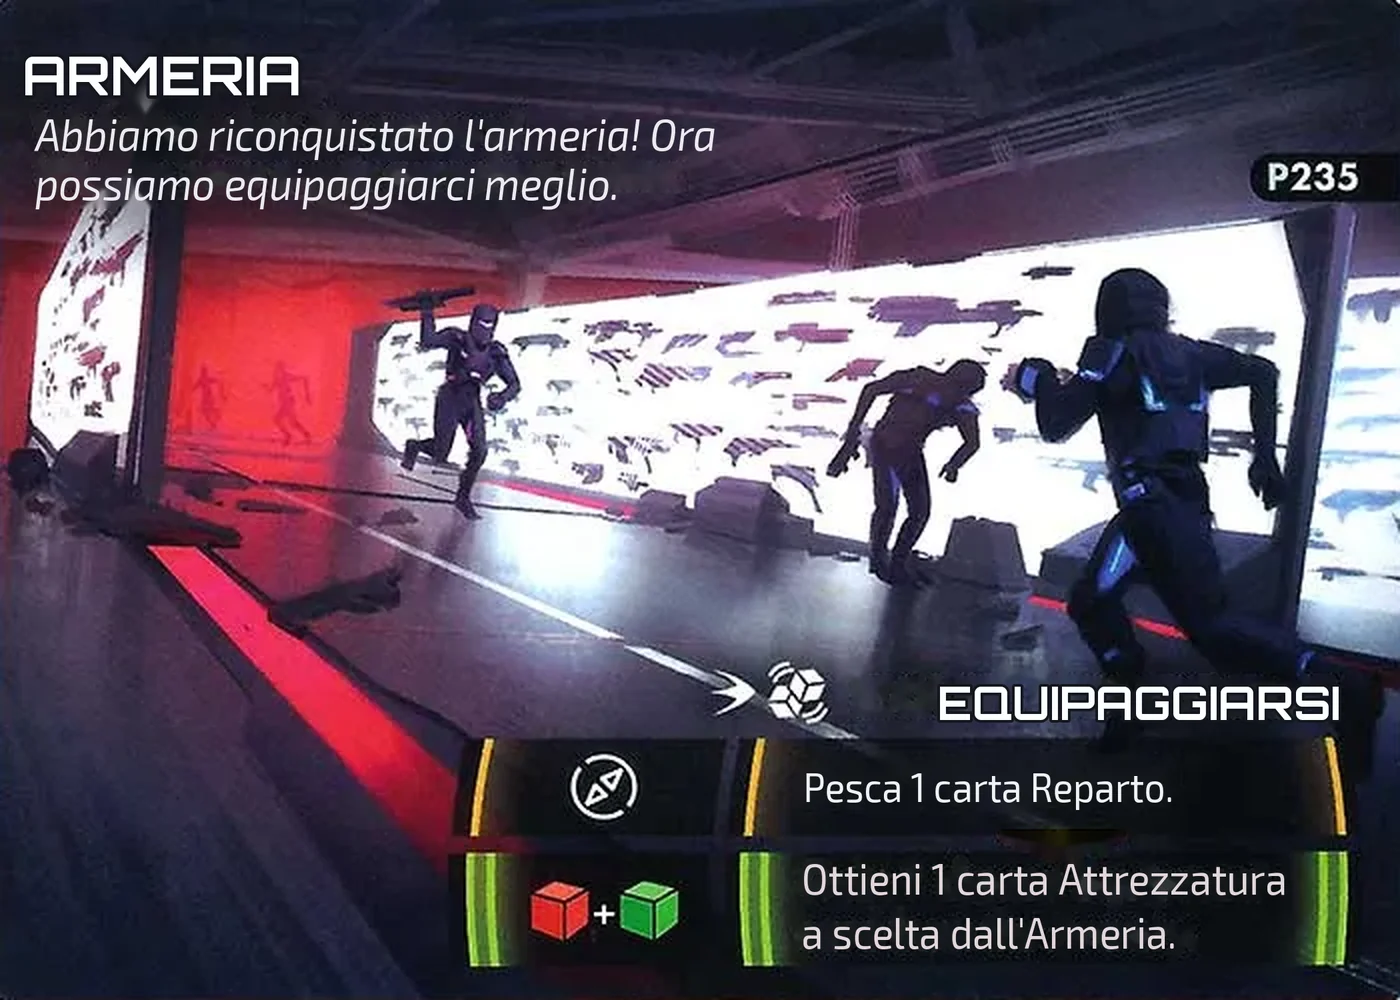 ARMERIA
Abbiamo riconquistato l'armeria! Ora
possiamo equipaggiarci meglio.
P235
EQUIPAGGIARSI
Pesca 1 carta Reparto.
+
Ottieni 1 carta Attrezzatura
a scelta dall'Armeria.